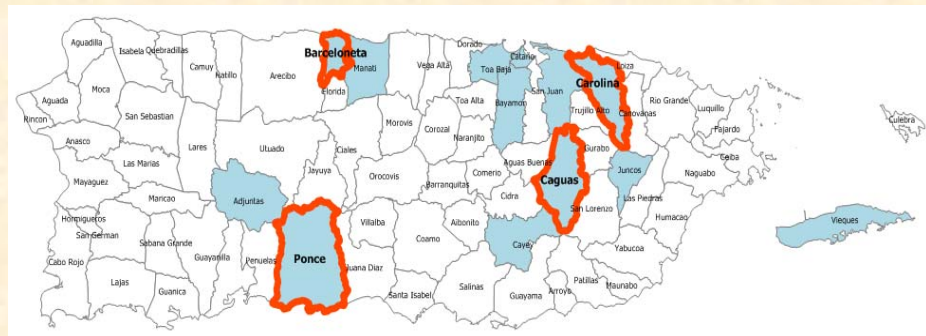 Aguadilla
Isabela
Quebradillas
Camuy
Hatillo
Barceloneta
Manati
Vega Alta
Dorado
Catano
Toa Baja
Carolina
Loiza
Aguada
Moca
Arecibo
Florida
Toa Alta
Bayamon
San Juan
Trujillo Alto
Canovanas
Rio Grande
Luquillo
Fajardo
Culebra
Rincon
San Sebastian
Morovis
Corozal
Naranjito
Anasco
Lares
Utuado
Ciales
Aguas Buenas
Gurabo
Ceiba
Las Marias
Jayuya
Orocovis
Barranquitas
Comerio
Caguas
Juncos
Naguabo
Mayaguez
Maricao
Adjuntas
Cidra
Las Piedras
San Lorenzo
Humacao
Hormigueros
San German
Sabana Grande
Villalba
Aibonito
Vieques
Cabo Rojo
Guayanilla
Penuelas
Ponce
Juana Diaz
Coamo
Caye
Yabucoa
Lajas
Guanica
Santa Isabel
Salinas
Guayama
Arroyo
Patillas
Maunabo